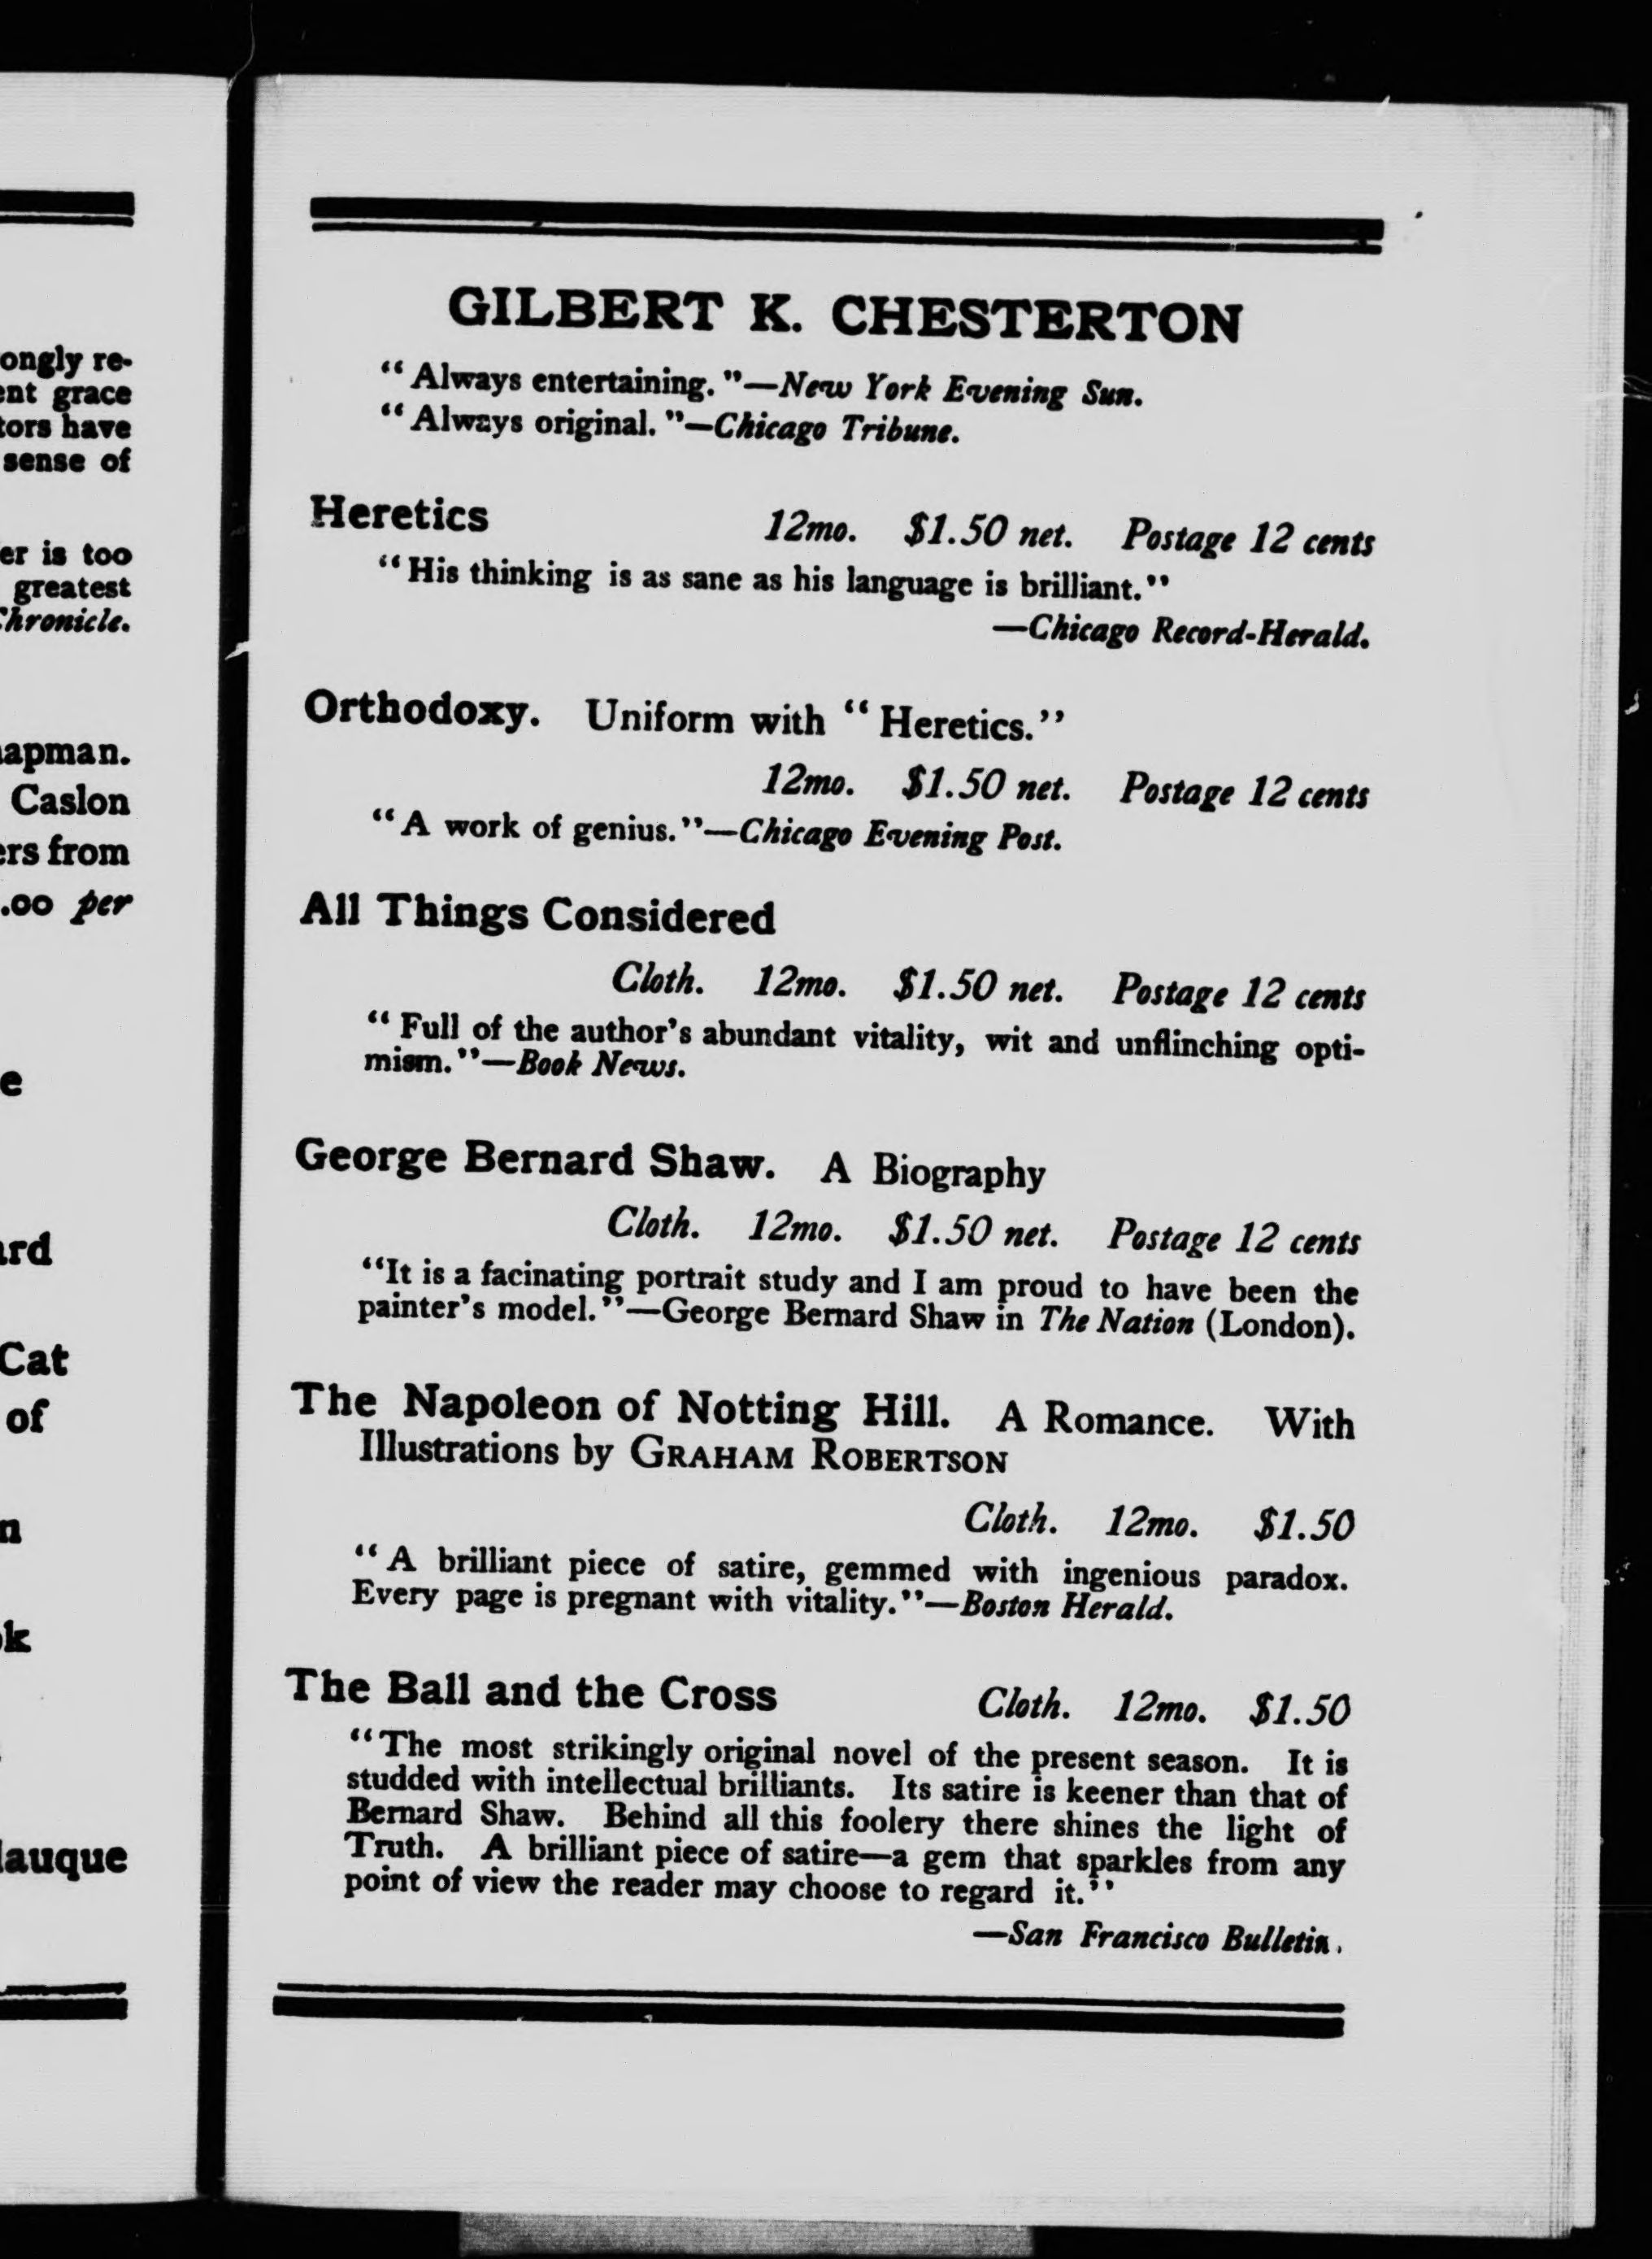 ongly re-
ent grace
tors have
sense of
er is too
greatest
Chronicle.
apman.
Caslon
ers from
.00 per
e
ard
Cat
of
n
ok
lauque
GILBERT K. CHESTERTON
“Always entertaining.”—New York Evening Sun.
“Always original.”—Chicago Tribune.
Heretics 12mo. $1.50 net. Postage 12 cents
“His thinking is as sane as his language is brilliant.”
—Chicago Record-Herald.
Orthodoxy. Uniform with “Heretics.”
12mo. $1.50 net. Postage 12 cents
“A work of genius.”—Chicago Evening Post.
All Things Considered
Cloth. 12mo. $1.50 net. Postage 12 cents
“Full of the author’s abundant vitality, wit and unflinching opti-
mism.”—Book News.
George Bernard Shaw. A Biography
Cloth. 12mo. $1.50 net. Postage 12 cents
“It is a facinating portrait study and I am proud to have been the
painter’s model.”—George Bernard Shaw in The Nation (London).
The Napoleon of Notting Hill. A Romance. With
Illustrations by GRAHAM ROBERTSON
Cloth. 12mo. $1.50
“A brilliant piece of satire, gemmed with ingenious paradox.
Every page is pregnant with vitality.”—Boston Herald.
The Ball and the Cross Cloth. 12mo. $1.50
“The most strikingly original novel of the present season. It is
studded with intellectual brilliants. Its satire is keener than that of
Bernard Shaw. Behind all this foolery there shines the light of
Truth. A brilliant piece of satire—a gem that sparkles from any
point of view the reader may choose to regard it.”
—San Francisco Bulletin.